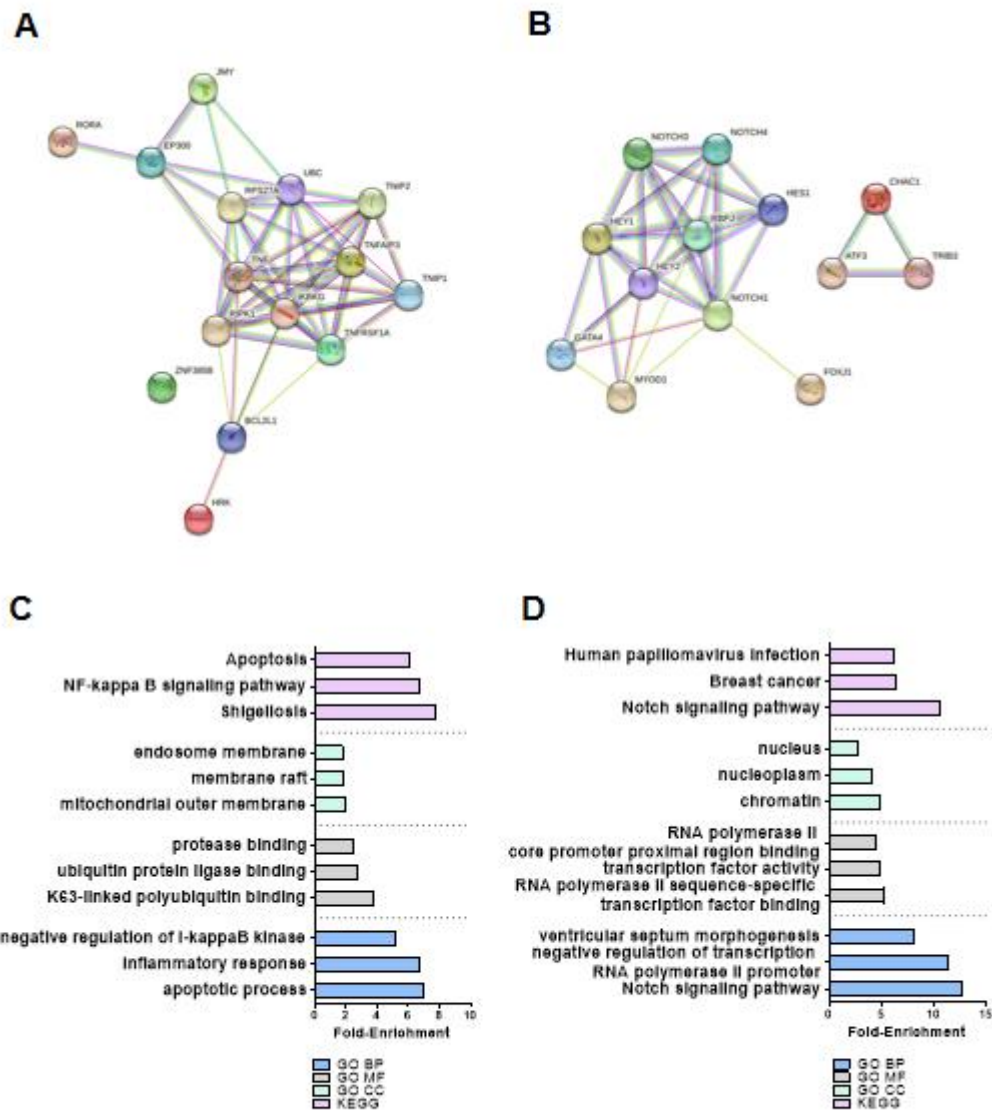 A
B
JMY
RORA
EP300
UBC
RPS27A
TNIP2
TNF
TNFAIP3
TNIP1
IKBKG
RIPK1
TNFRSF1A
BCL2L1
HRK
NOTCH3
NOTCH4
HES1
HEY1
RBPJ
HEY2
NOTCH1
GATA4
MYOD1
FOXJ1
CHAC1
ATF3
TRIB3
C
D
Apoptosis
NF-kappa B signaling pathway
Shigellosis
endosome membrane
membrane raft
mitochondrial outer membrane
protease binding
ubiquitin protein ligase binding
K63-linked polyubiquitin binding
negative regulation of I-kappaB kinase
inflammatory response
apoptotic process
0 2 4 6 8 10
Fold-Enrichment
GO BP
GO MF
GO CC
KEGG
Human papillomavirus infection
Breast cancer
Notch signaling pathway
nucleus
nucleoplasm
chromatin
RNA polymerase II
core promoter proximal region binding
transcription factor activity
RNA polymerase II sequence-specific
transcription factor binding
ventricular septum morphogenesis
negative regulation of transcription
RNA polymerase II promoter
Notch signaling pathway
0 5 10 15
Fold-Enrichment
GO BP
GO MF
GO CC
KEGG